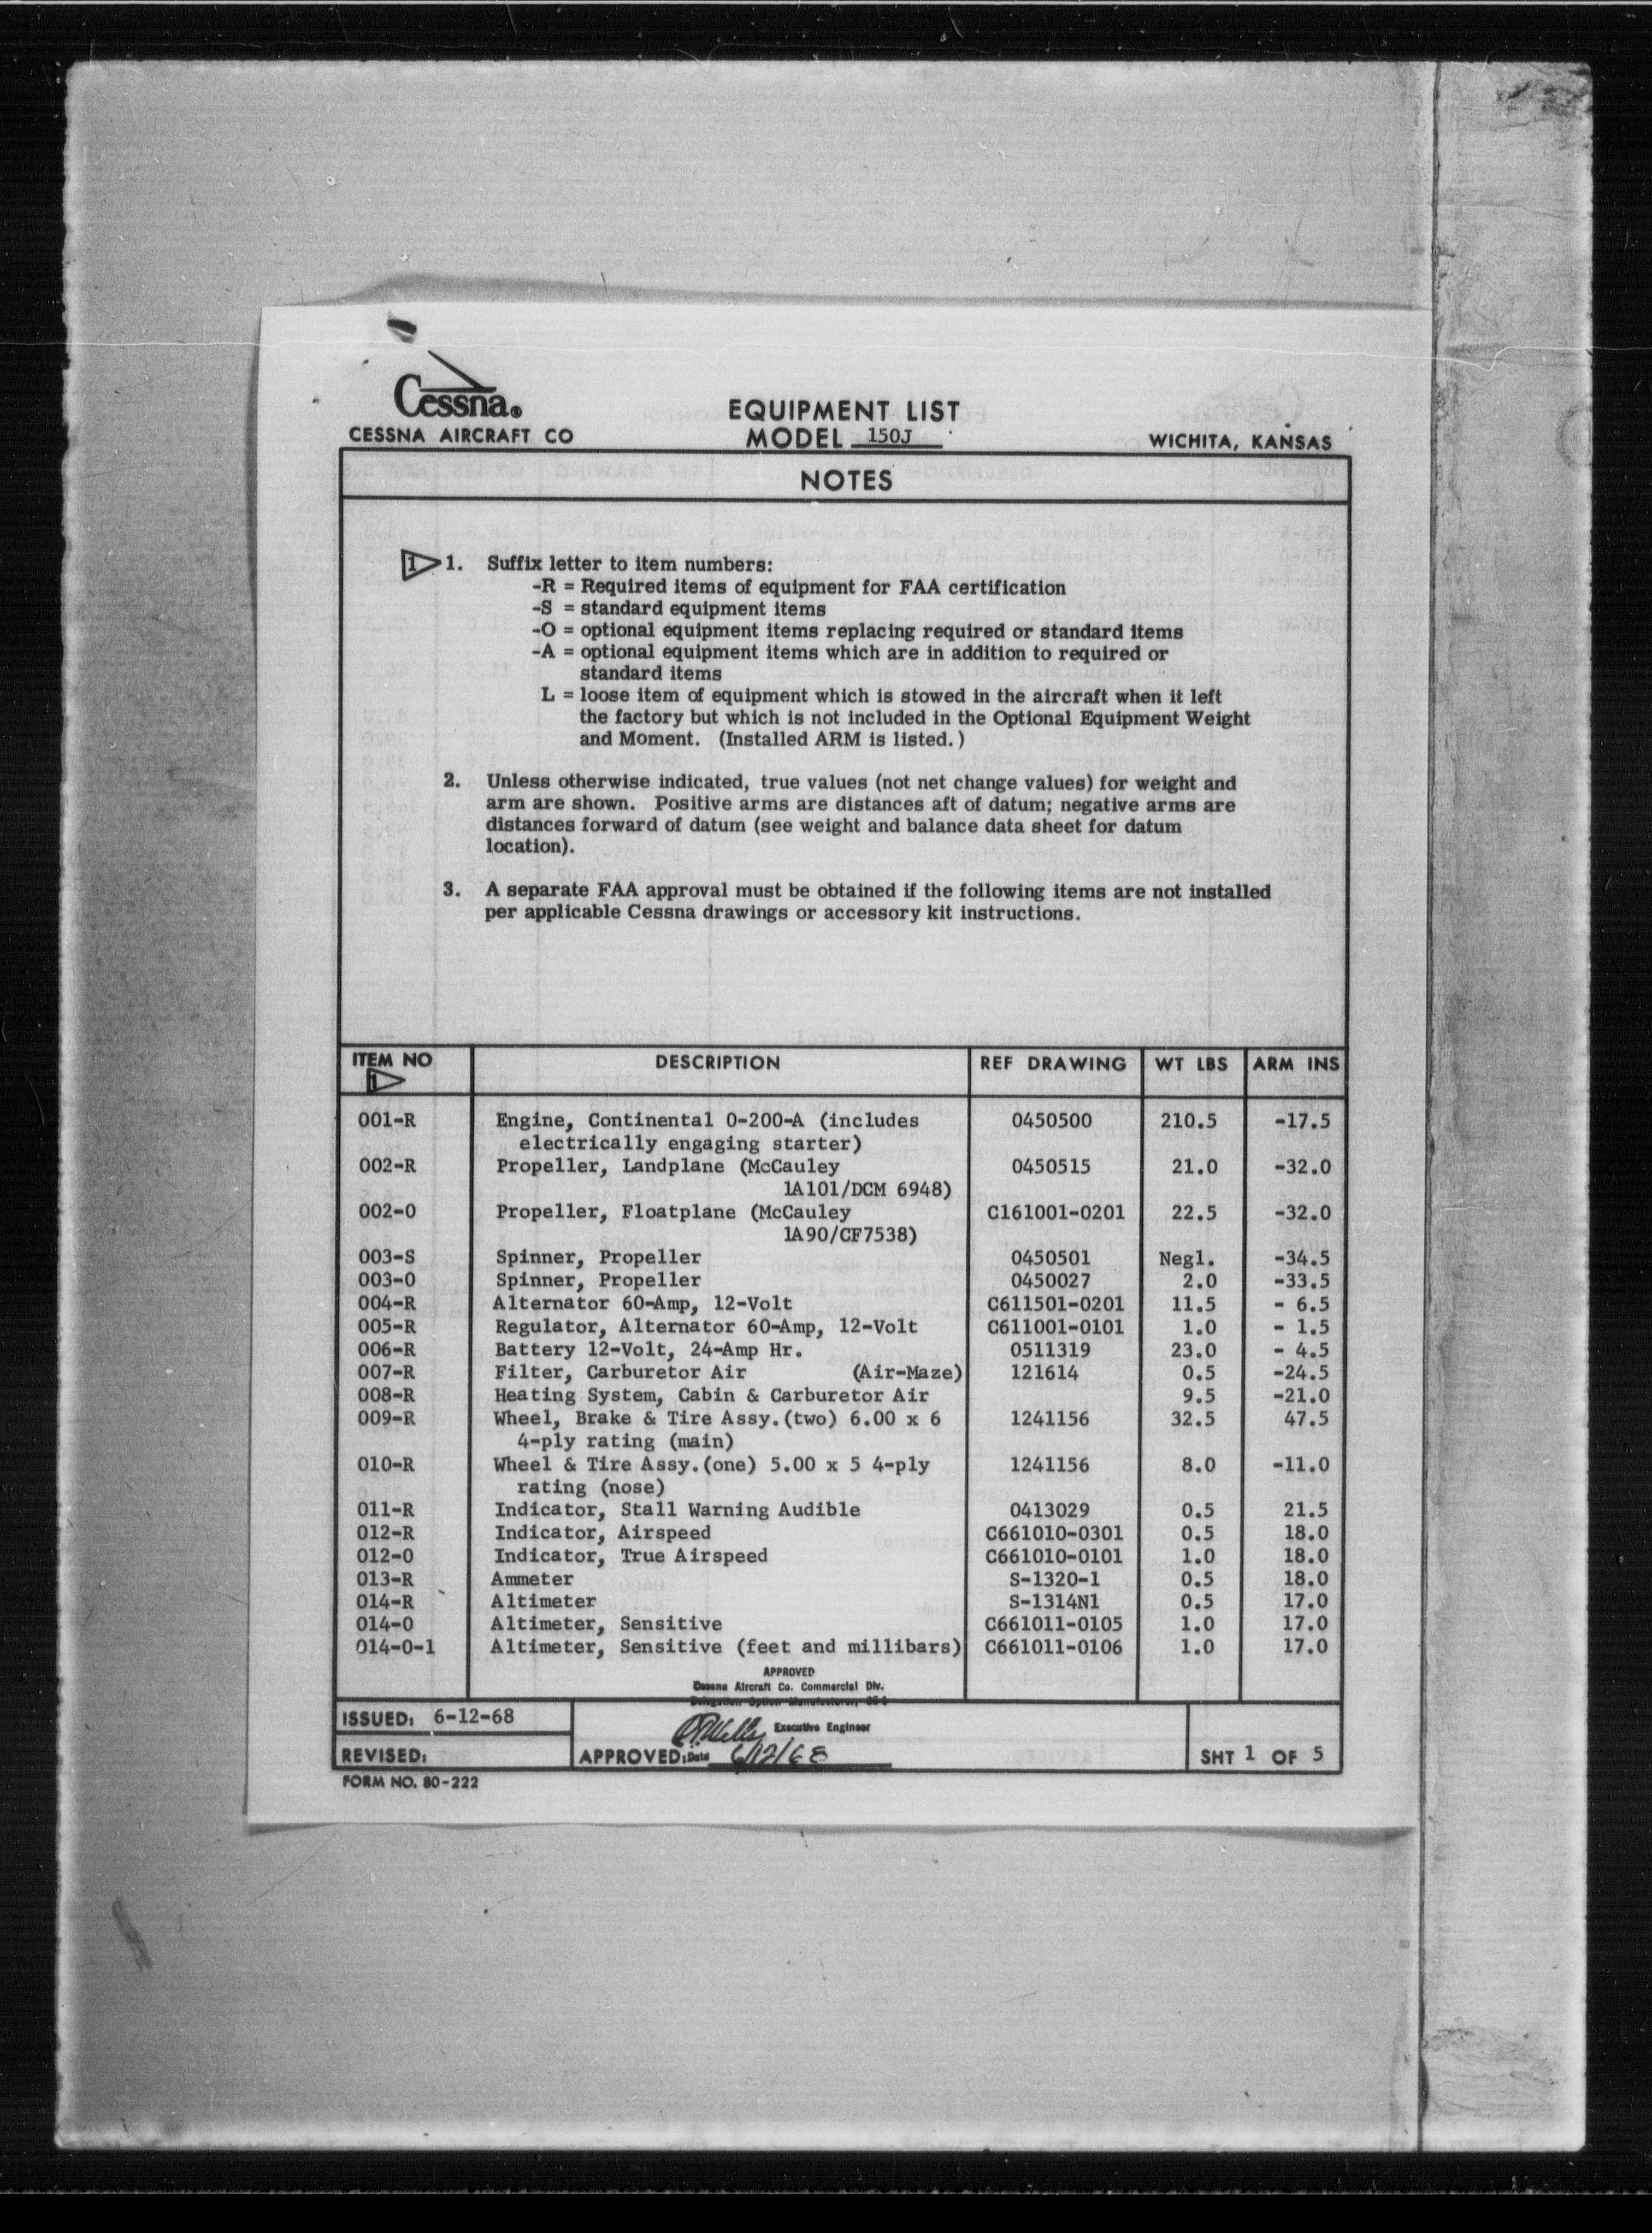 Cessna®
CESSNA AIRCRAFT CO
EQUIPMENT LIST
MODEL 150J
WICHITA, KANSAS
NOTES
1 1. Suffix letter to item numbers:
-R = Required items of equipment for FAA certification
-S = standard equipment items
-O = optional equipment items replacing required or standard items
-A = optional equipment items which are in addition to required or
standard items
L = loose item of equipment which is stowed in the aircraft when it left
the factory but which is not included in the Optional Equipment Weight
and Moment. (Installed ARM is listed.)
2. Unless otherwise indicated, true values (not net change values) for weight and
arm are shown. Positive arms are distances aft of datum; negative arms are
distances forward of datum (see weight and balance data sheet for datum
location).
3. A separate FAA approval must be obtained if the following items are not installed
per applicable Cessna drawings or accessory kit instructions.
ITEM NO DESCRIPTION REF DRAWING WT LBS ARM INS
1
001-R Engine, Continental 0-200-A (includes 0450500 210.5 -17.5
electrically engaging starter)
002-R Propeller, Landplane (McCauley 0450515 21.0 -32.0
1A101/DCM 6948)
002-0 Propeller, Floatplane (McCauley C161001-0201 22.5 -32.0
1A90/CF7538)
003-S Spinner, Propeller 0450501 Negl. -34.5
003-0 Spinner, Propeller 0450027 2.0 -33.5
004-R Alternator 60-Amp, 12-Volt C611501-0201 11.5 - 6.5
005-R Regulator, Alternator 60-Amp, 12-Volt C611001-0101 1.0 - 1.5
006-R Battery 12-Volt, 24-Amp Hr. 0511319 23.0 - 4.5
007-R Filter, Carburetor Air (Air-Maze) 121614 0.5 -24.5
008-R Heating System, Cabin & Carburetor Air 9.5 -21.0
009-R Wheel, Brake & Tire Assy.(two) 6.00 x 6 1241156 32.5 47.5
4-ply rating (main)
010-R Wheel & Tire Assy.(one) 5.00 x 5 4-ply 1241156 8.0 -11.0
rating (nose)
011-R Indicator, Stall Warning Audible 0413029 0.5 21.5
012-R Indicator, Airspeed C661010-0301 0.5 18.0
012-0 Indicator, True Airspeed C661010-0101 1.0 18.0
013-R Ammeter S-1320-1 0.5 18.0
014-R Altimeter S-1314N1 0.5 17.0
014-0 Altimeter, Sensitive C661011-0105 1.0 17.0
014-0-1 Altimeter, Sensitive (feet and millibars) C661011-0106 1.0 17.0
APPROVED
Cessna Aircraft Co. Commercial Div.
Delegation Option Manufacturer
Executive Engineer
ISSUED: 6-12-68
REVISED:
APPROVED: Date 6/12/68
SHT 1 OF 5
FORM NO. 80-222